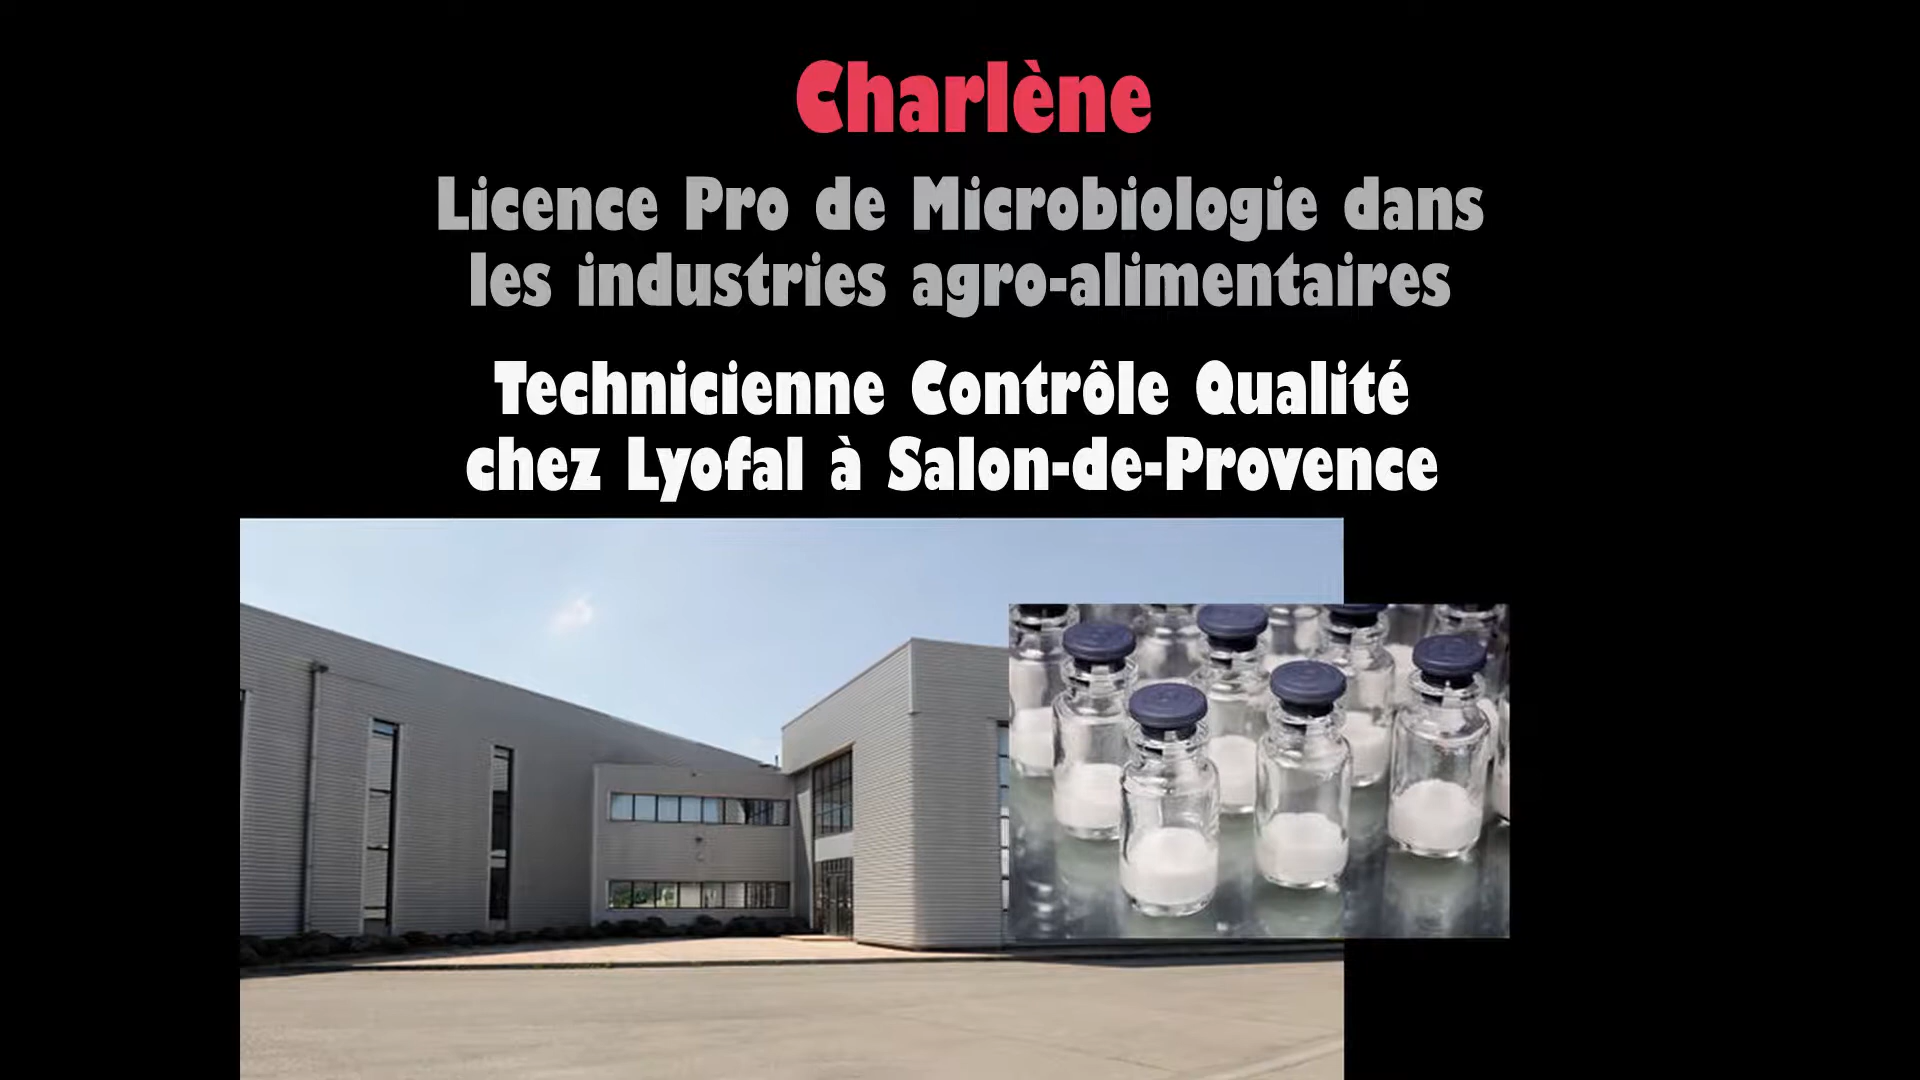 Charlène
Licence Pro de Microbiologie dans
les industries agro-alimentaires
Technicienne Contrôle Qualité
chez Lyofal à Salon-de-Provence